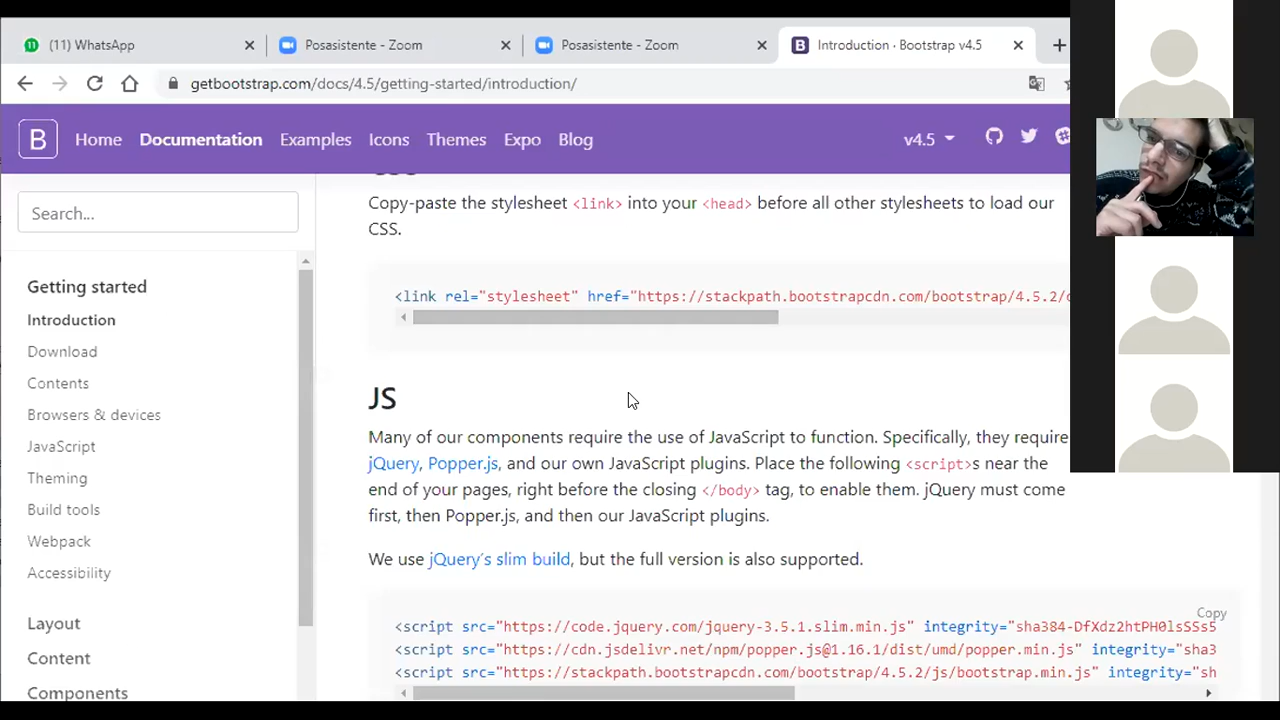 (11) WhatsApp
Posasistente - Zoom
Posasistente - Zoom
Introduction · Bootstrap v4.5
getbootstrap.com/docs/4.5/getting-started/introduction/
B Home Documentation Examples Icons Themes Expo Blog v4.5
Search...
Getting started
Introduction
Download
Contents
Browsers & devices
JavaScript
Theming
Build tools
Webpack
Accessibility
Layout
Content
Components
Copy-paste the stylesheet <link> into your <head> before all other stylesheets to load our
CSS.
<link rel="stylesheet" href="https://stackpath.bootstrapcdn.com/bootstrap/4.5.2/
JS
Many of our components require the use of JavaScript to function. Specifically, they require
jQuery, Popper.js, and our own JavaScript plugins. Place the following <script>s near the
end of your pages, right before the closing </body> tag, to enable them. jQuery must come
first, then Popper.js, and then our JavaScript plugins.
We use jQuery's slim build, but the full version is also supported.
Copy
<script src="https://code.jquery.com/jquery-3.5.1.slim.min.js" integrity="sha384-DfXdz2htPH0lsSSs5
<script src="https://cdn.jsdelivr.net/npm/popper.js@1.16.1/dist/umd/popper.min.js" integrity="sha3
<script src="https://stackpath.bootstrapcdn.com/bootstrap/4.5.2/js/bootstrap.min.js" integrity="sh